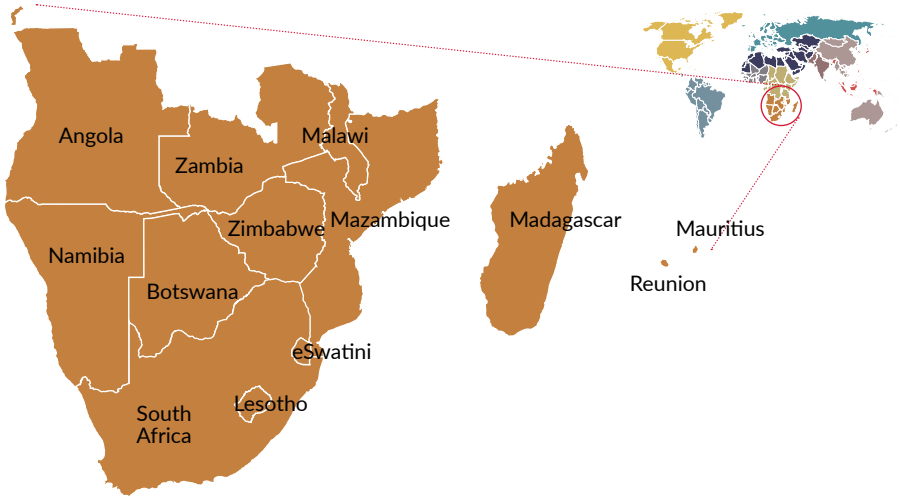 Angola
Malawi
Zambia
Mazambique
Madagascar
Zimbabwe
Mauritius
Namibia
Reunion
Botswana
eSwatini
Lesotho
South
Africa